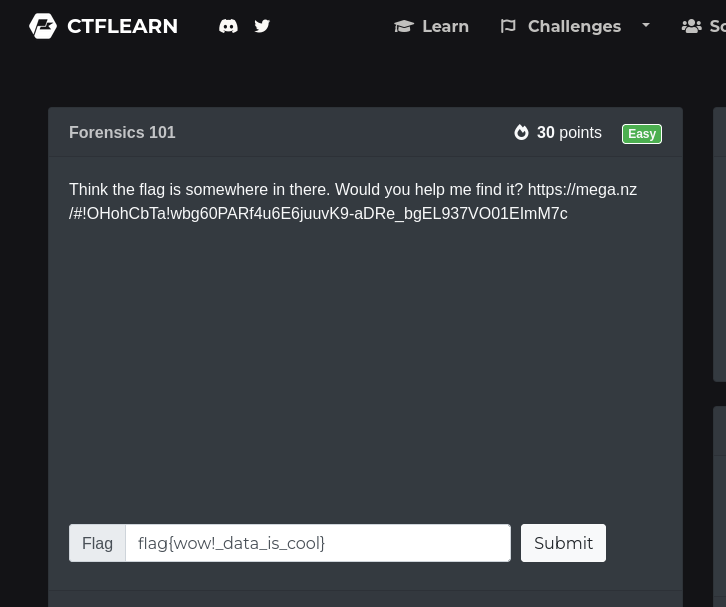 CTFLEARN
Learn
Challenges
Sc
Forensics 101
30 points
Easy
Think the flag is somewhere in there. Would you help me find it? https://mega.nz
/#!OHohCbTa!wbg60PARf4u6E6juuvK9-aDRe_bgEL937VO01EImM7c
Flag
flag{wow!_data_is_cool}
Submit